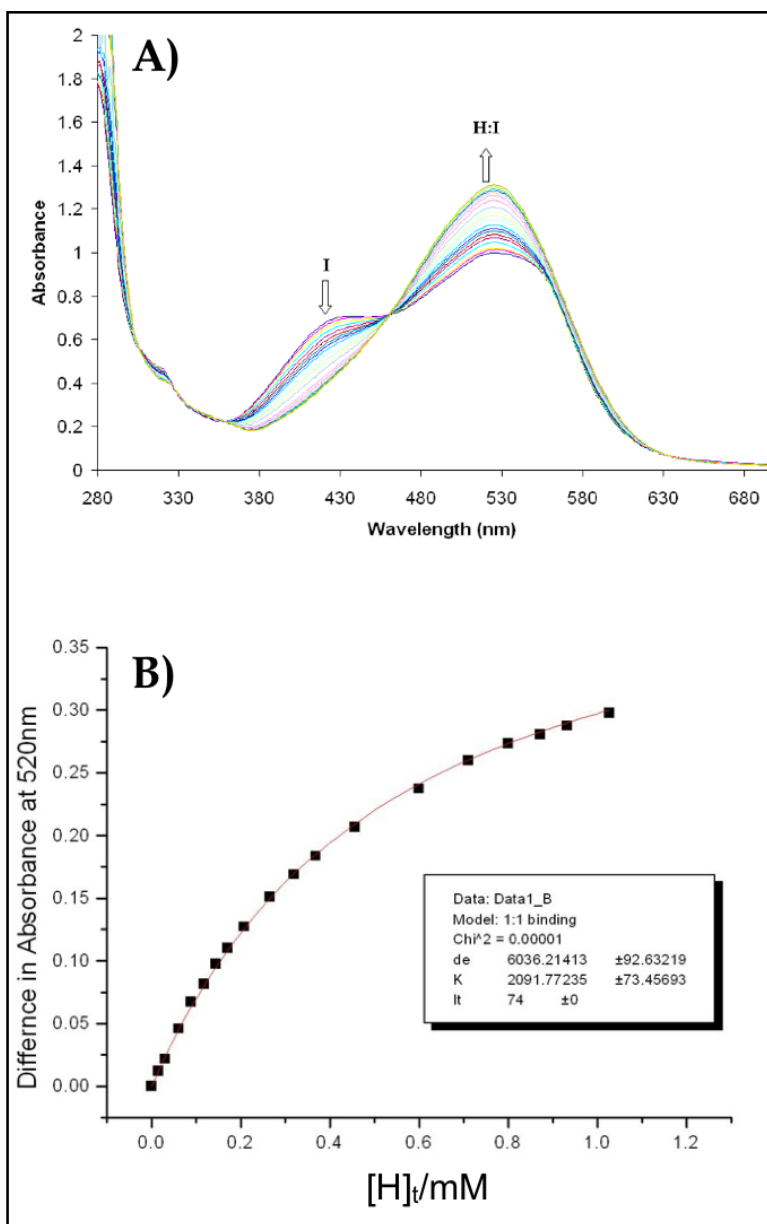 A)
2
1.8
1.6
1.4
1.2
1
0.8
0.6
0.4
0.2
0
Absorbance
H:I
I
280 330 380 430 480 530 580 630 680
Wavelength (nm)
B)
0.35
0.30
0.25
0.20
0.15
0.10
0.05
0.00
Differnce in Absorbance at 520nm
Data: Data1_B
Model: 1:1 binding
Chi^2 = 0.00001
de 6036.21413 ±92.63219
K 2091.77235 ±73.45693
It 74 ±0
0.0 0.2 0.4 0.6 0.8 1.0 1.2
[H]t/mM